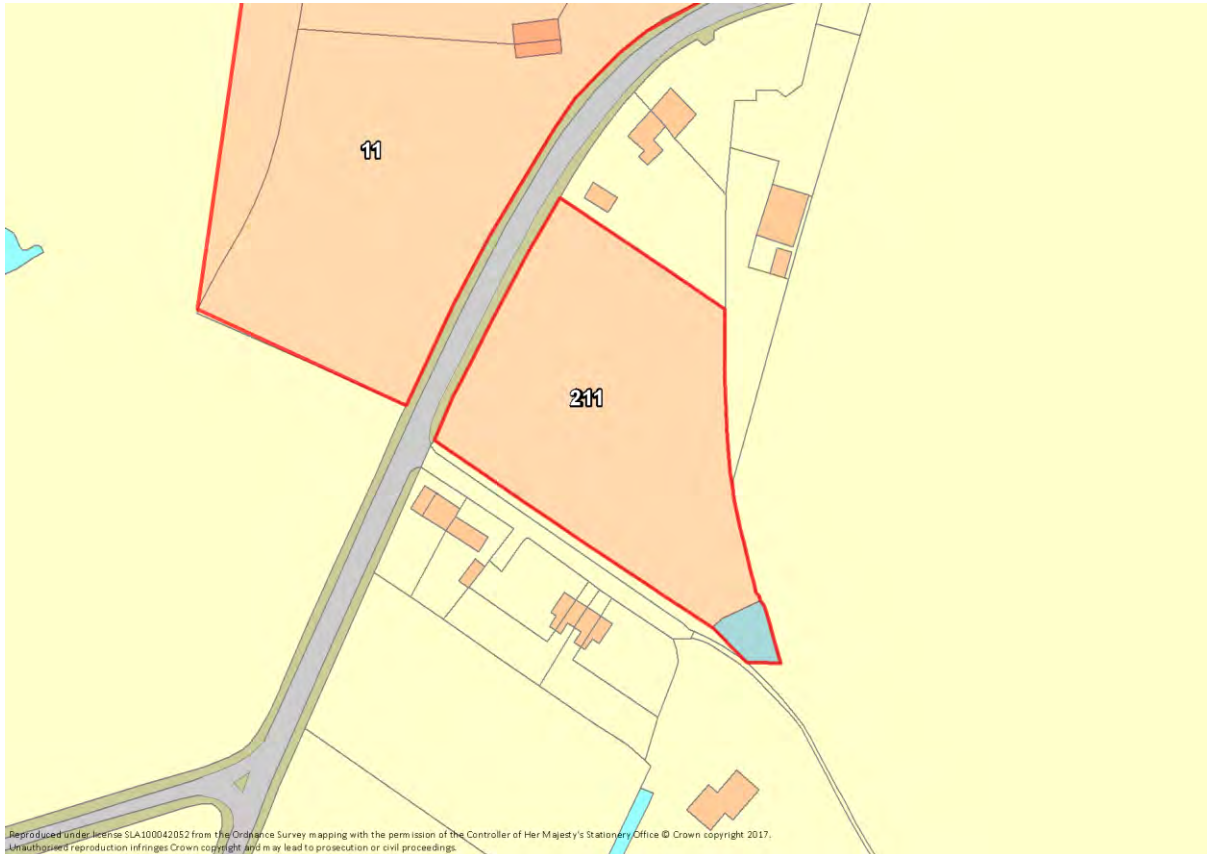 11
211
Reproduced under license SLA100042052 from the Ordnance Survey mapping with the permission of the Controller of Her Majesty's Stationery Office © Crown copyright 2017.
Unauthorised reproduction infringes Crown copyright and may lead to prosecution or civil proceedings.